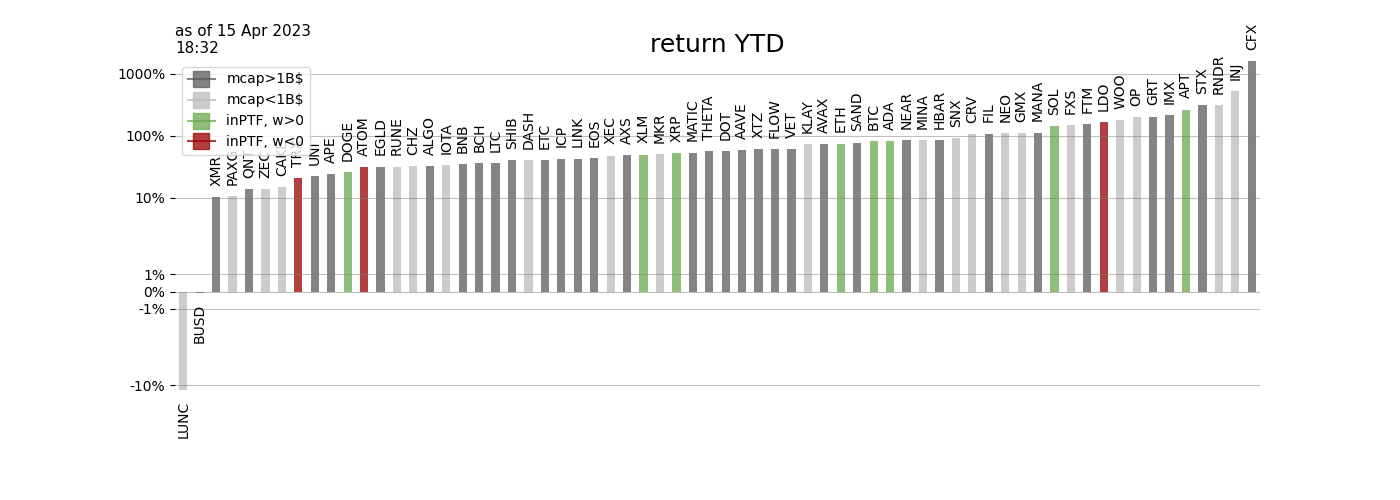 as of 15 Apr 2023
18:32
return YTD
mcap>1B$
mcap<1B$
inPTF, w>0
inPTF, w<0
1000%
100%
10%
1%
0%
-1%
-10%
LUNC
BUSD
XMR
PAXG
QNT
ZEC
UNI
APE
DOGE
ATOM
EGLD
RUNE
CHZ
ALGO
IOTA
BNB
BCH
LTC
SHIB
DASH
ETC
ICP
LINK
EOS
XEC
AXS
XLM
MKR
XRP
MATIC
THETA
DOT
AAVE
XTZ
FLOW
VET
KLAY
AVAX
ETH
SAND
BTC
ADA
NEAR
MINA
HBAR
SNX
CRV
FIL
NEO
GMX
MANA
SOL
FXS
FTM
LDO
WOO
OP
GRT
IMX
APT
STX
RNDR
INJ
CFX